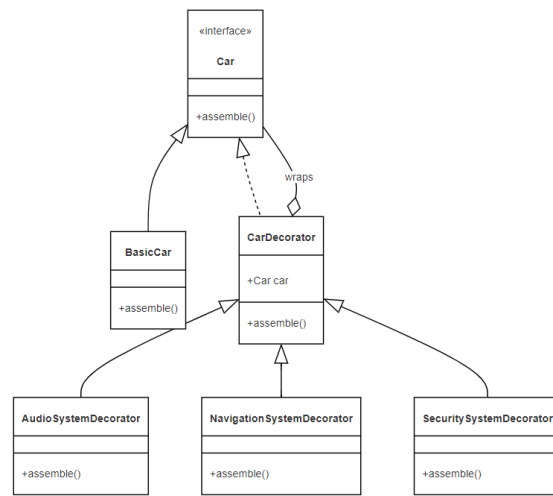 «interface»
Car
+assemble()
wraps
BasicCar
+assemble()
CarDecorator
+Car car
+assemble()
AudioSystemDecorator
+assemble()
NavigationSystemDecorator
+assemble()
SecuritySystemDecorator
+assemble()